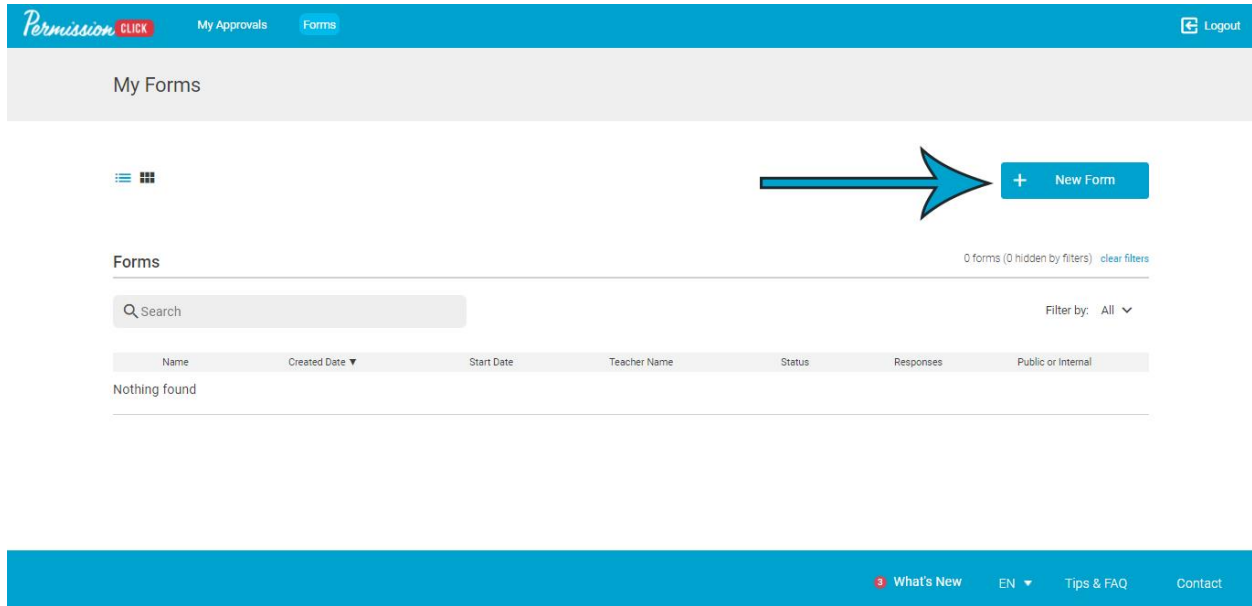 Permission CLICK My Approvals Forms Logout
My Forms
+ New Form
Forms 0 forms (0 hidden by filters) clear filters
Search Filter by: All
Name Created Date ▼ Start Date Teacher Name Status Responses Public or Internal
Nothing found
3 What's New EN ▼ Tips & FAQ Contact